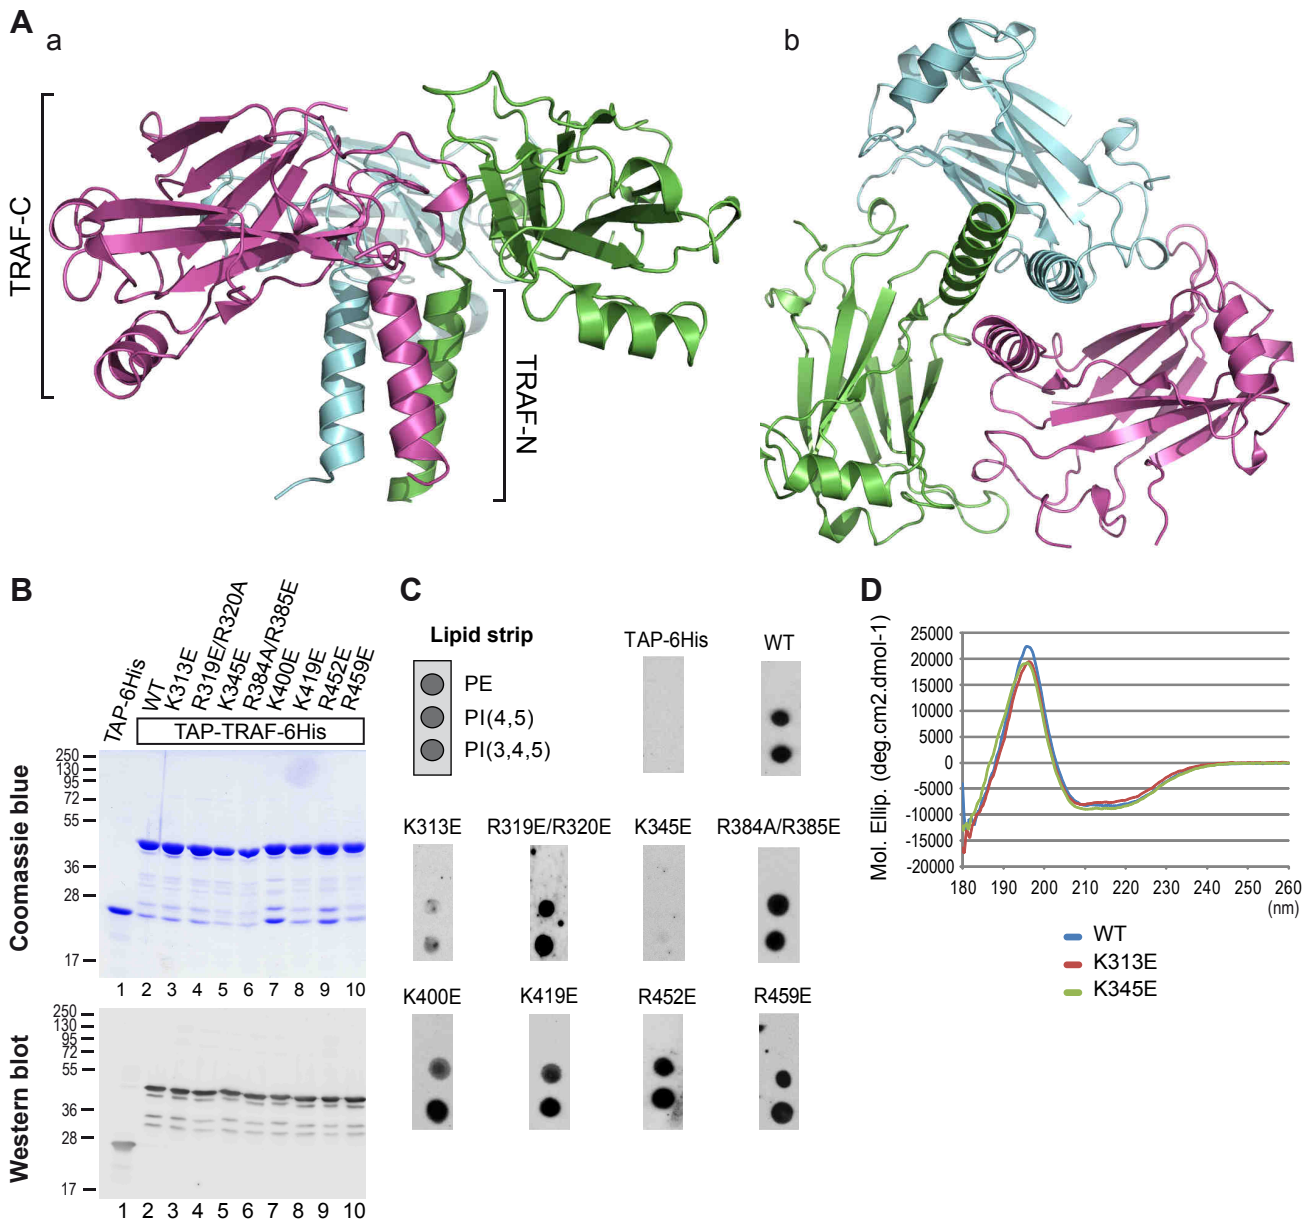 A
a
b
TRAF-C
TRAF-N
B
TAP-6His
WT
K313E
R319E/R320A
K345E
R384A/R385E
K400E
K419E
R452E
R459E
TAP-TRAF-6His
Coomassie blue
250
130
95
72
55
36
28
17
1 2 3 4 5 6 7 8 9 10
Western blot
250
130
95
72
55
36
28
17
1 2 3 4 5 6 7 8 9 10
C
Lipid strip
PE
PI(4,5)
PI(3,4,5)
TAP-6His
WT
K313E
R319E/R320E
K345E
R384A/R385E
K400E
K419E
R452E
R459E
D
Mol. Ellip. (deg.cm2.dmol-1)
25000
20000
15000
10000
5000
0
-5000
-10000
-15000
-20000
180 190 200 210 220 230 240 250 260
(nm)
WT
K313E
K345E